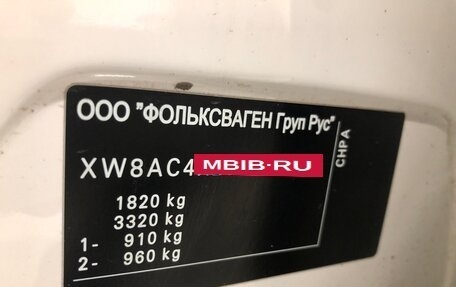 ООО "ФОЛЬКСВАГЕН Груп Рус"
XW8AC4
MBIB-RU
1820 kg
3320 kg
1- 910 kg
2- 960 kg
CHPA